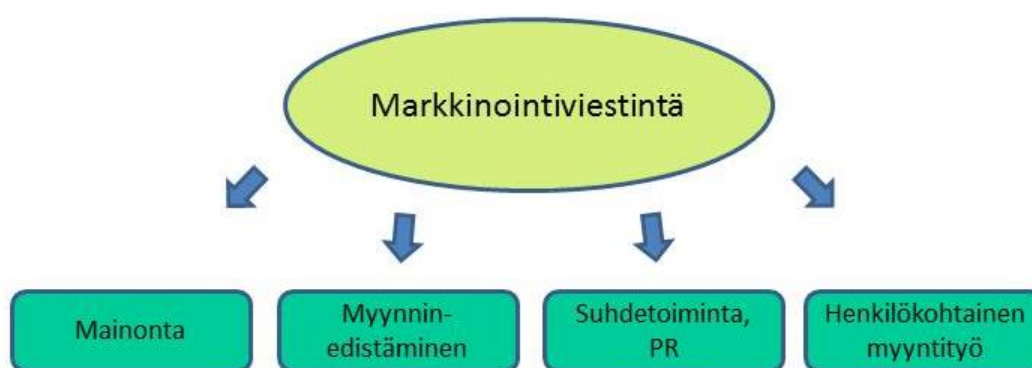 Markkinointiviestintä
Mainonta
Myynnin-
edistäminen
Suhdetoiminta,
PR
Henkilökohtainen
myyntityö